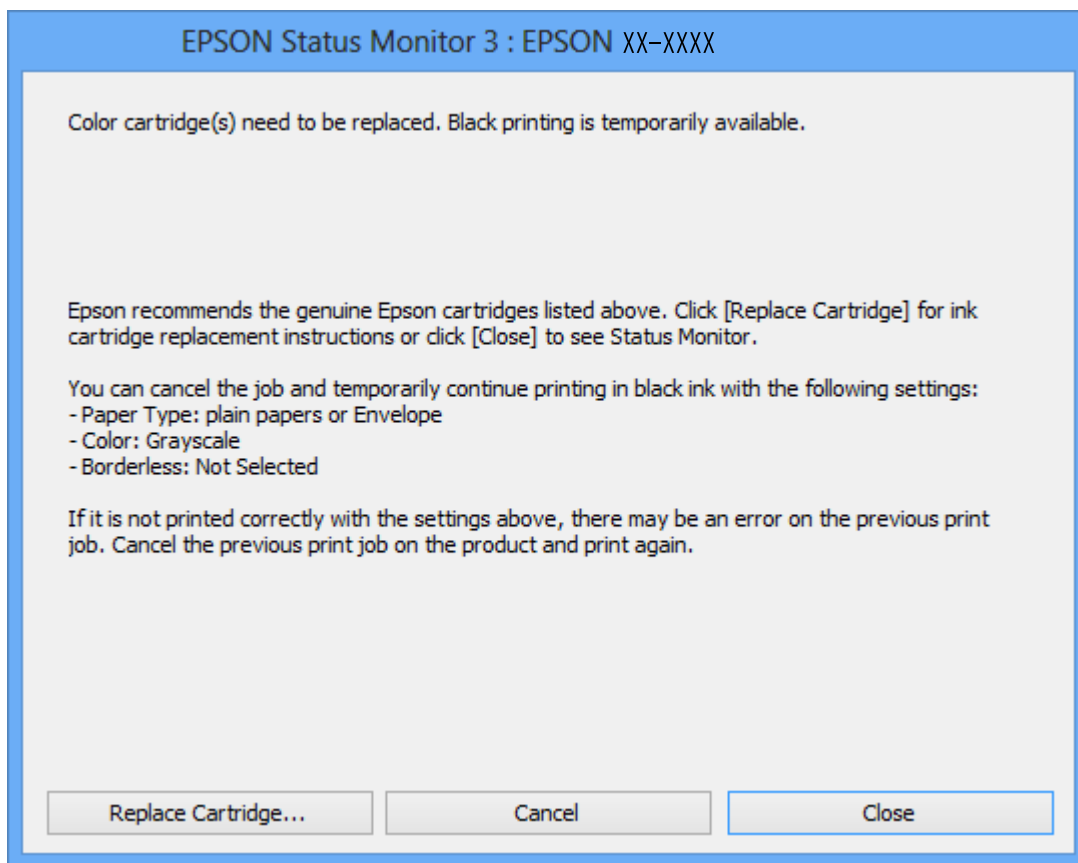 EPSON Status Monitor 3 : EPSON XX-XXXX
Color cartridge(s) need to be replaced. Black printing is temporarily available.
Epson recommends the genuine Epson cartridges listed above. Click [Replace Cartridge] for ink
cartridge replacement instructions or click [Close] to see Status Monitor.
You can cancel the job and temporarily continue printing in black ink with the following settings:
- Paper Type: plain papers or Envelope
- Color: Grayscale
- Borderless: Not Selected
If it is not printed correctly with the settings above, there may be an error on the previous print
job. Cancel the previous print job on the product and print again.
Replace Cartridge...
Cancel
Close